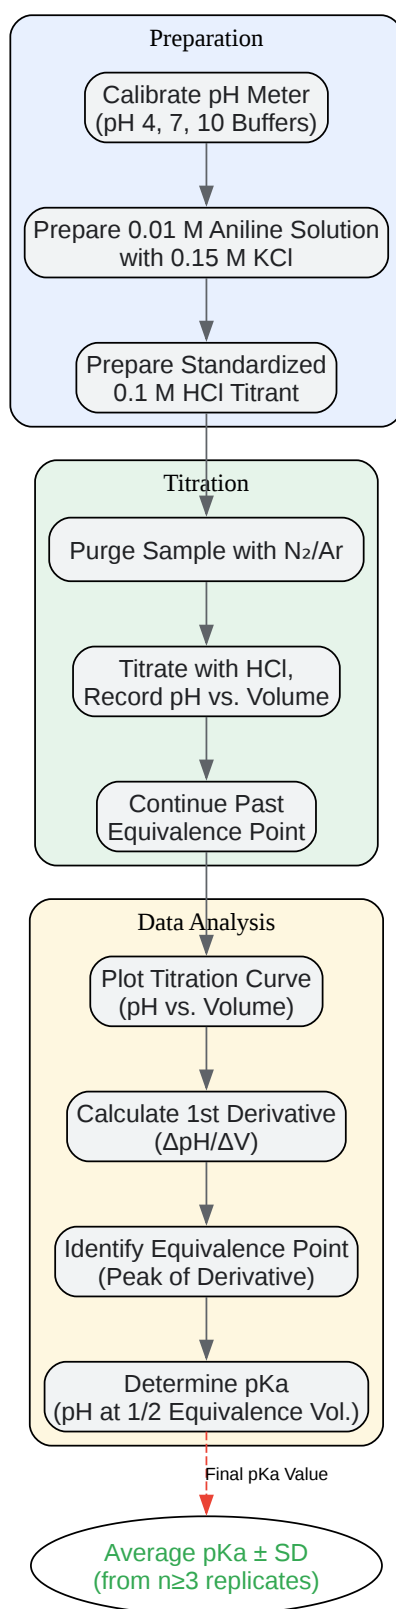 Preparation
Calibrate pH Meter
(pH 4, 7, 10 Buffers)
Prepare 0.01 M Aniline Solution
with 0.15 M KCl
Prepare Standardized
0.1 M HCl Titrant
Titration
Purge Sample with N₂/Ar
Titrate with HCl,
Record pH vs. Volume
Continue Past
Equivalence Point
Data Analysis
Plot Titration Curve
(pH vs. Volume)
Calculate 1st Derivative
(ΔpH/ΔV)
Identify Equivalence Point
(Peak of Derivative)
Determine pKa
(pH at 1/2 Equivalence Vol.)
Final pKa Value
Average pKa ± SD
(from n≥3 replicates)